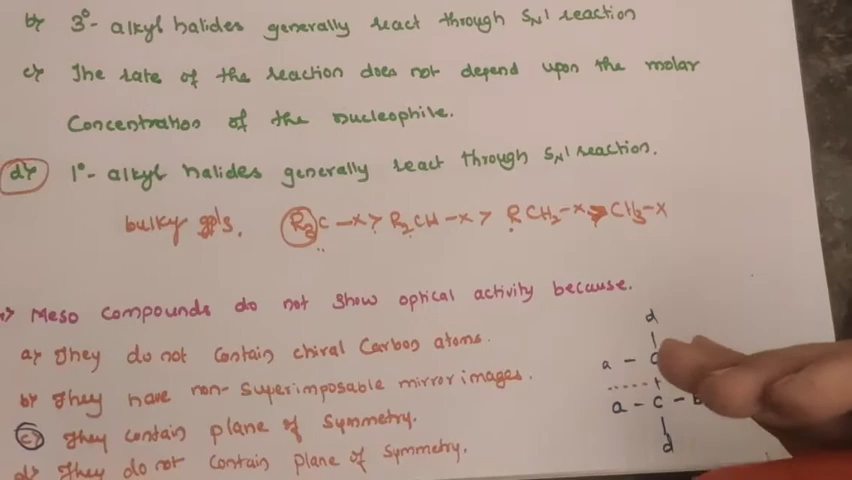 b) 3°- alkyl halides generally react through SN1 reaction
c) The rate of the reaction does not depend upon the molar
Concentration of the nucleophile.
d) 1°- alkyl halides generally react through SN1 reaction.
bulky gps. R3C-X > R2CH-X > RCH2-X > CH3-X
Meso compounds do not show optical activity because.
a) They do not contain chiral Carbon atoms.
b) They have non-superimposable mirror images.
c) They contain plane of symmetry.
d) They do not contain plane of symmetry.
d
a - C
a - C - b
d